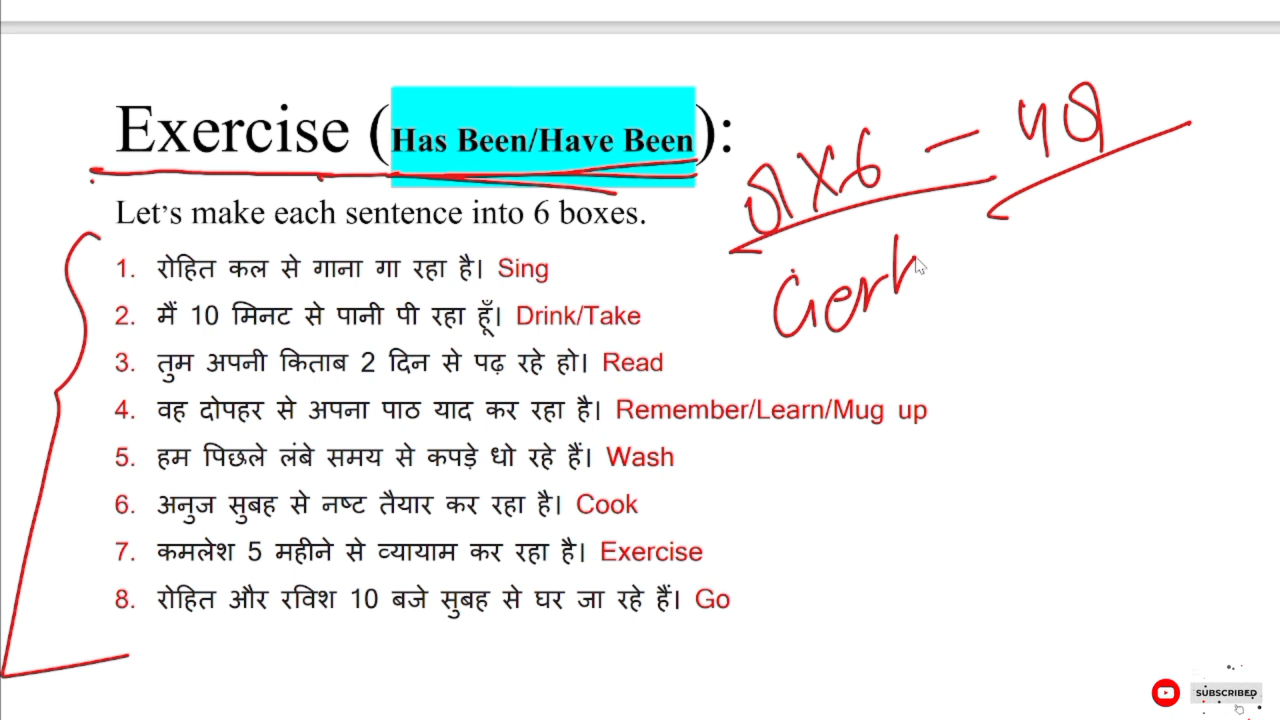 Exercise (Has Been/Have Been):
8 x 6 - 48
Let's make each sentence into 6 boxes.
1. रोहित कल से गाना गा रहा है। Sing
2. मैं 10 मिनट से पानी पी रहा हूँ। Drink/Take
3. तुम अपनी किताब 2 दिन से पढ़ रहे हो। Read
4. वह दोपहर से अपना पाठ याद कर रहा है। Remember/Learn/Mug up
5. हम पिछले लंबे समय से कपड़े धो रहे हैं। Wash
6. अनुज सुबह से नष्ट तैयार कर रहा है। Cook
7. कमलेश 5 महीने से व्यायाम कर रहा है। Exercise
8. रोहित और रविश 10 बजे सुबह से घर जा रहे हैं। Go
SUBSCRIBED